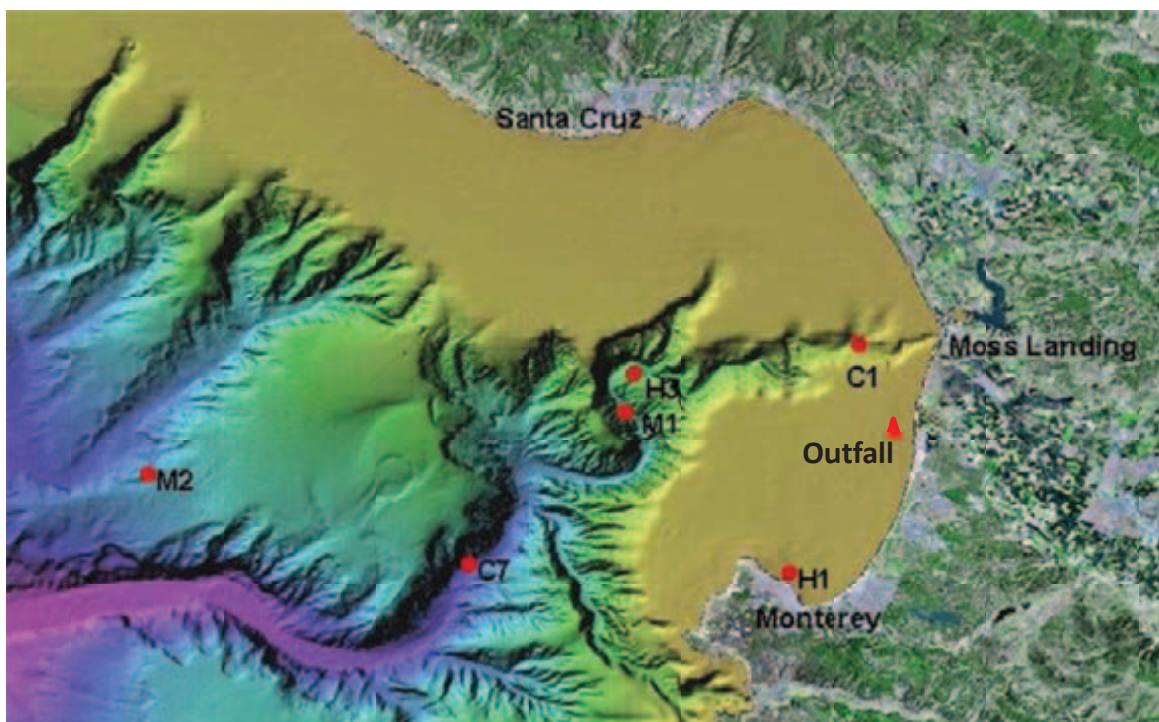 Santa Cruz
Moss Landing
C1
H3
M1
Outfall
M2
C7
H1
Monterey